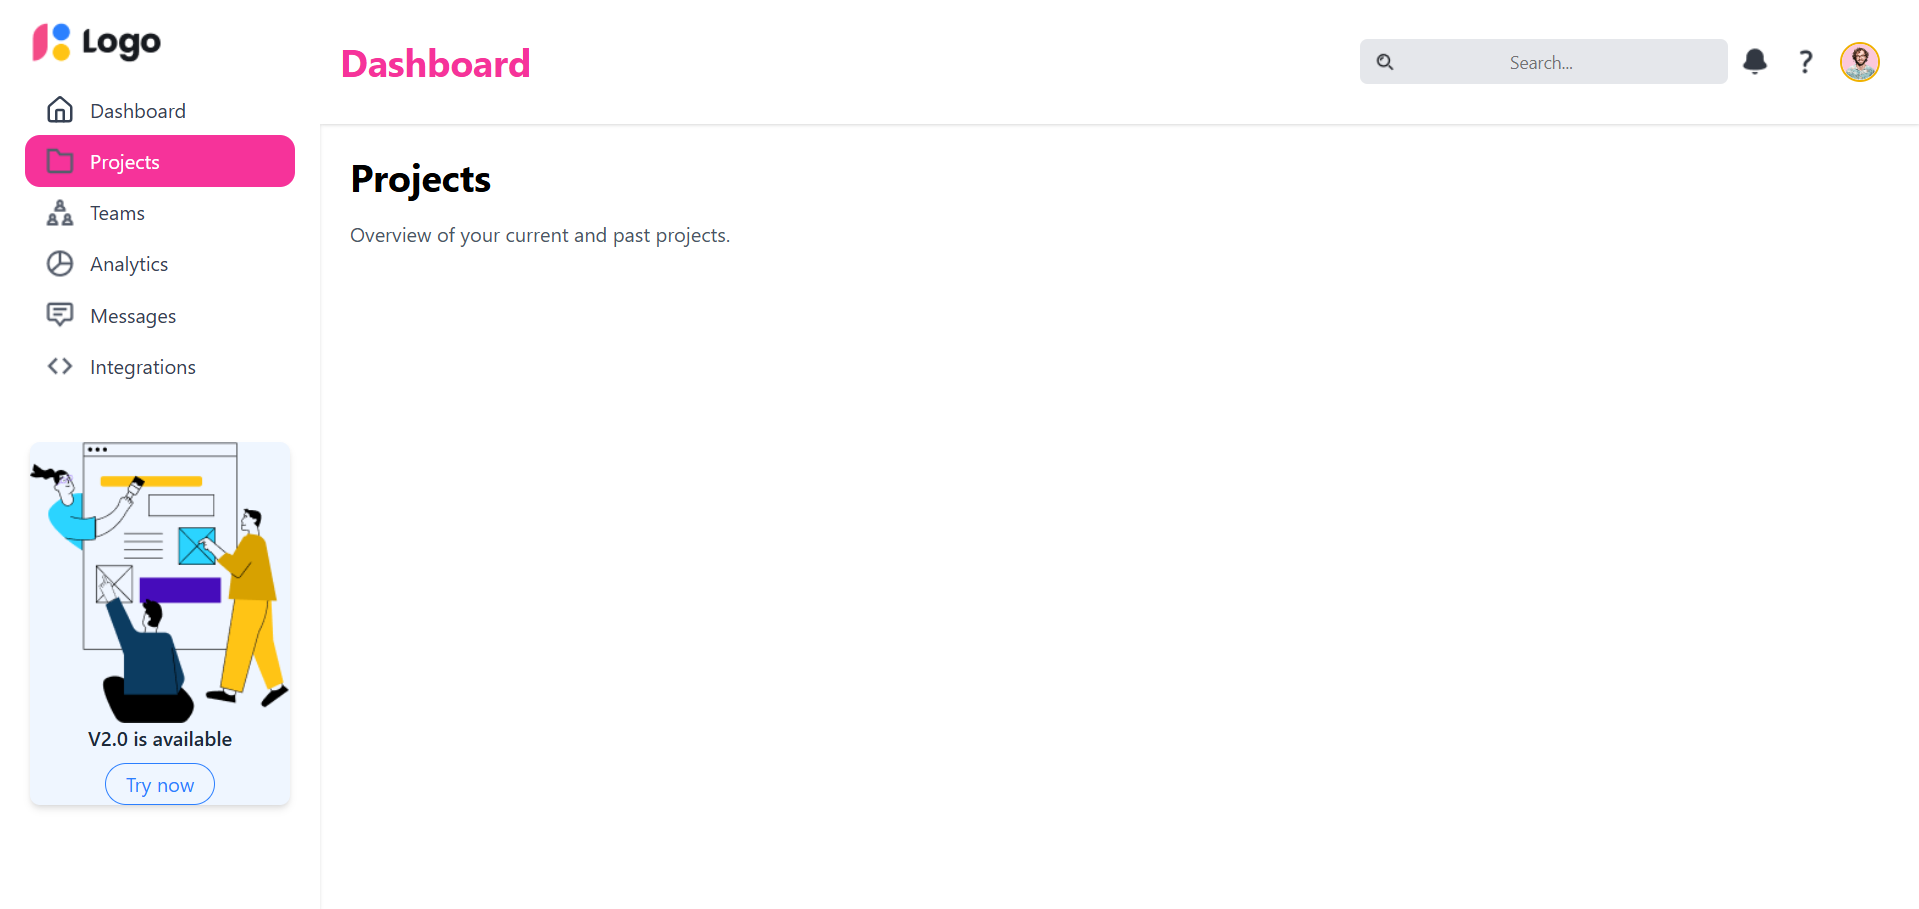 Logo
Dashboard
Projects
Teams
Analytics
Messages
Integrations
V2.0 is available
Try now
Dashboard
Search...
Projects
Overview of your current and past projects.